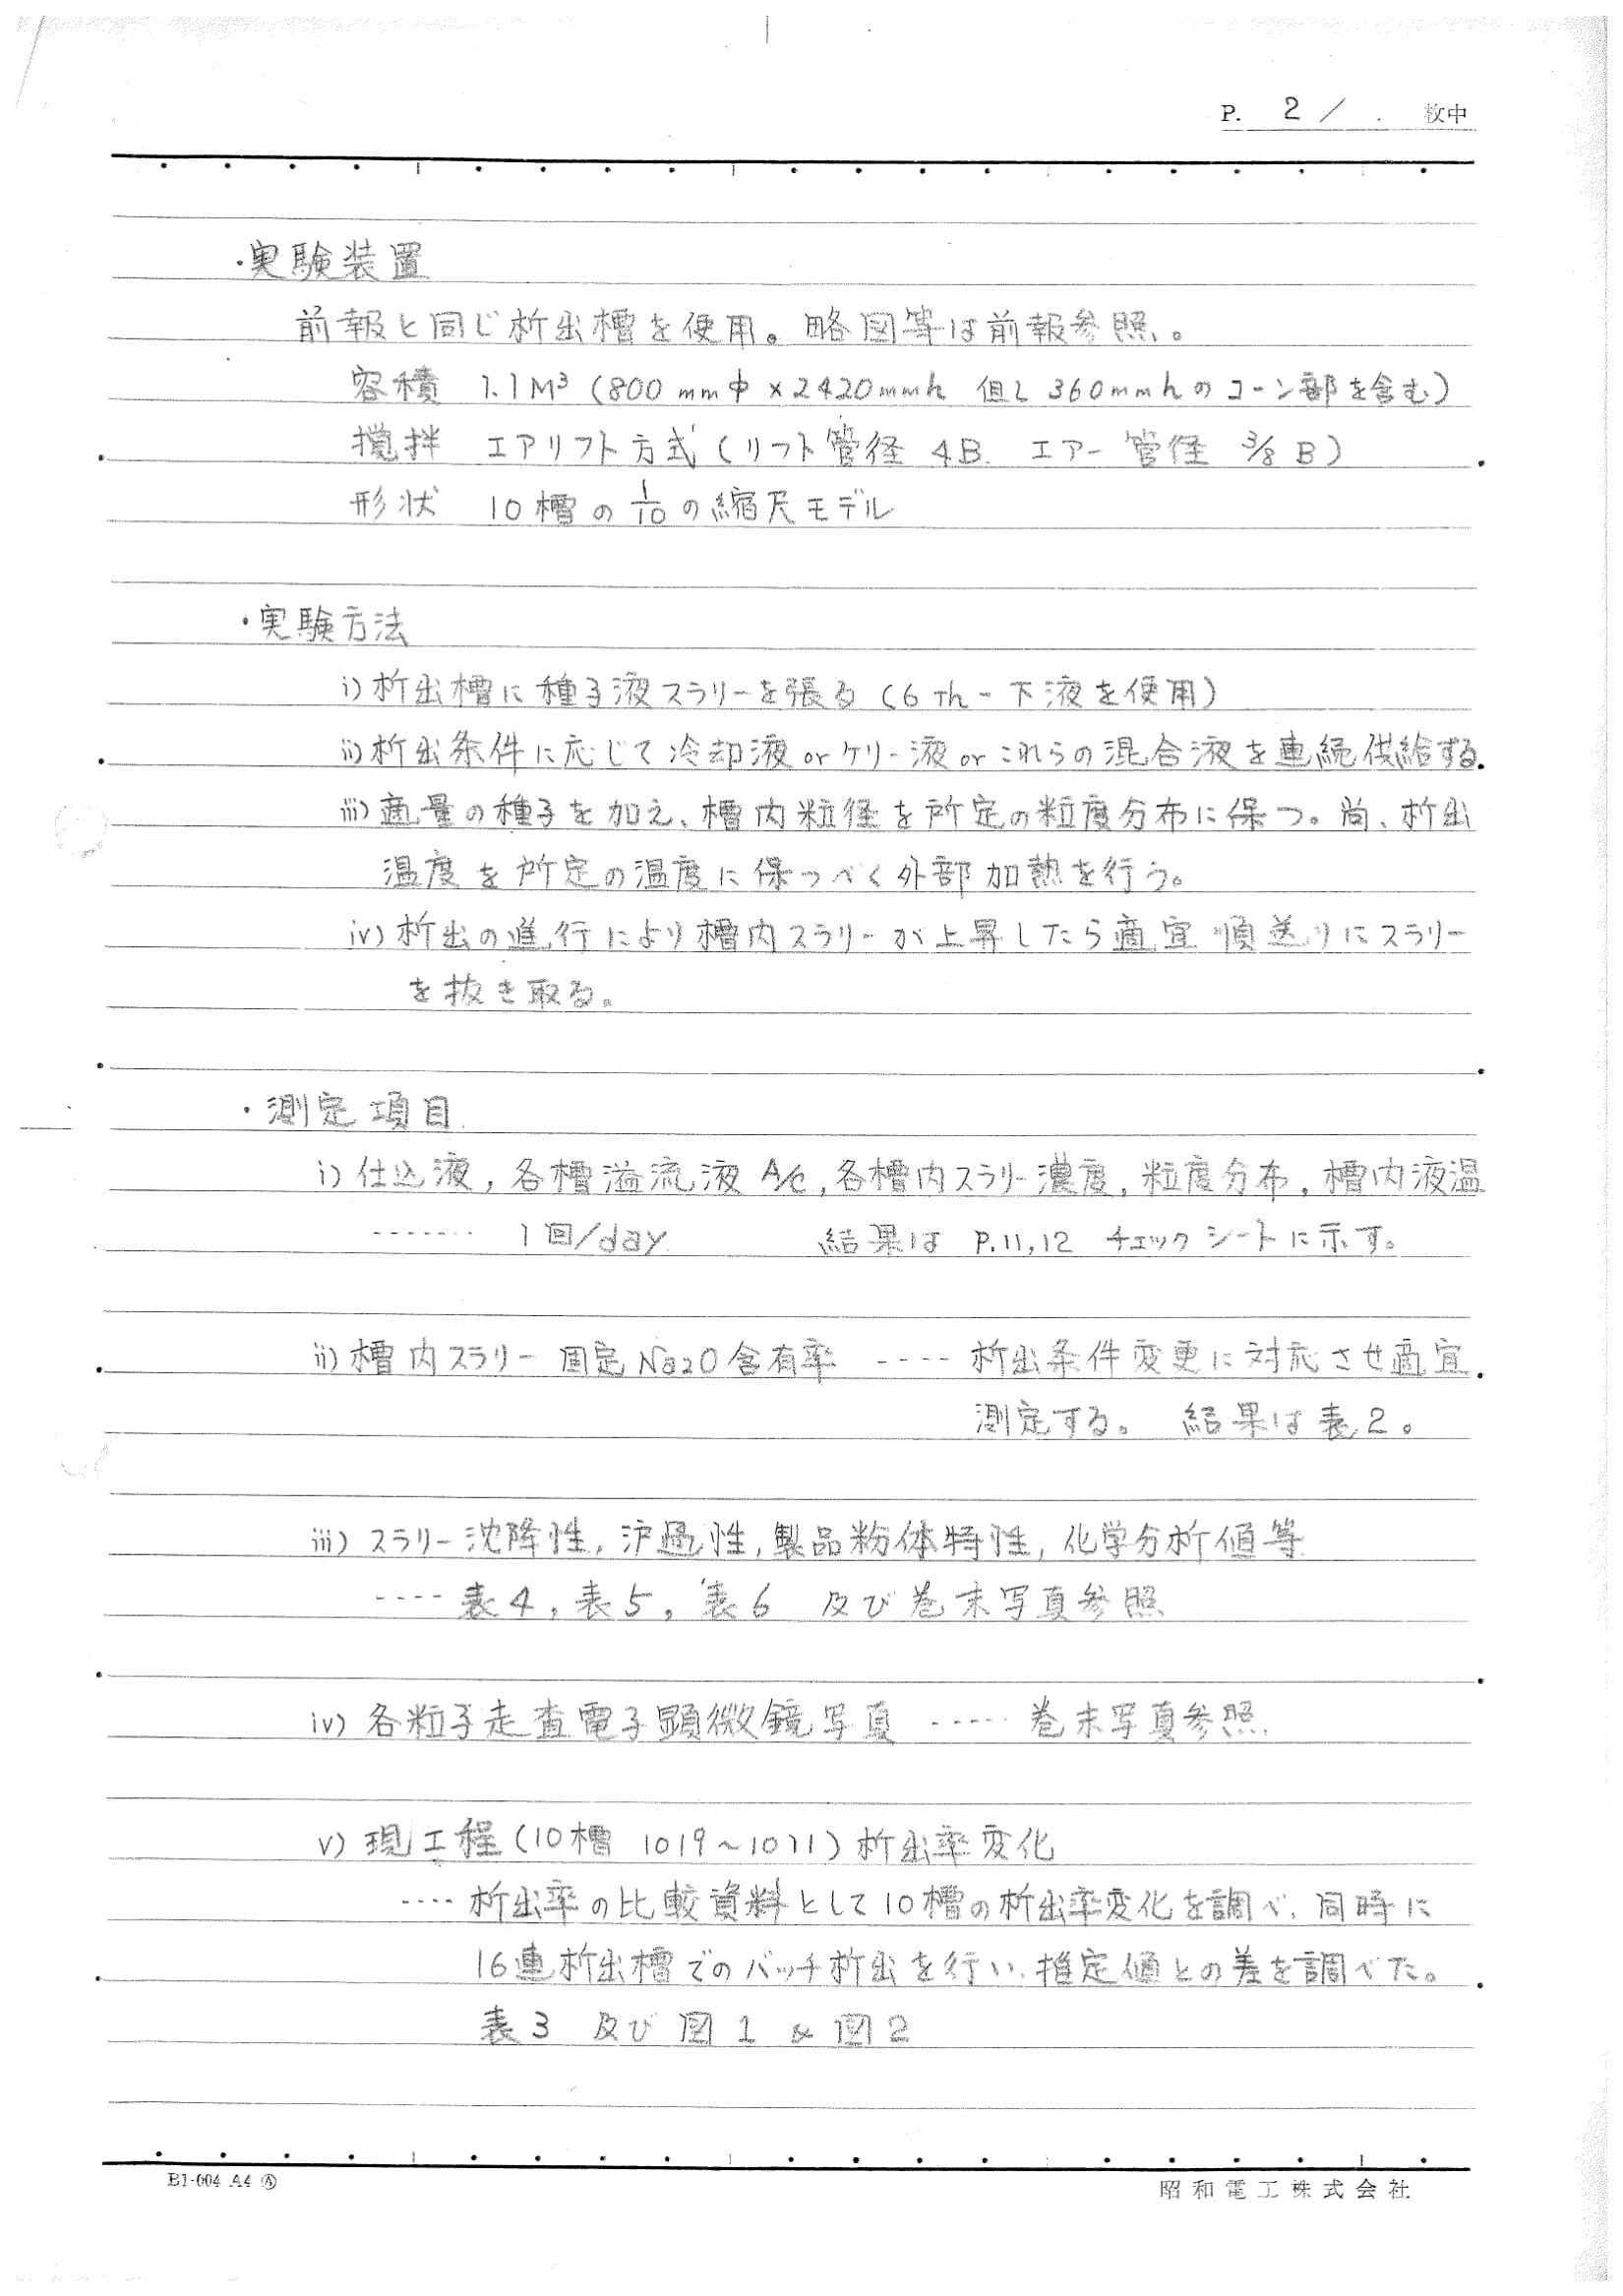 P. 2 / 枚中
・実験装置
前報と同じ析出槽を使用。略図等は前報参照。
容積 1.1M³ (800mmφ×2420mmh 但し360mmhのコーン部を含む)
撹拌 エアリフト方式(リフト管径 4B. エアー管径 3/8 B)
形状 10槽の1/10の縮尺モデル
・実験方法
i) 析出槽に種子液スラリーを張る(6 Th-下液を使用)
ii) 析出条件に応じて冷却液 or ケリー液 or これらの混合液を連続供給する.
iii) 適量の種子を加え、槽内粒径を所定の粒度分布に保つ。尚、析出
温度を所定の温度に保つべく外部加熱を行う。
iv) 析出の進行により槽内スラリーが上昇したら適宜順送りにスラリー
を抜き取る。
・測定項目
i) 仕込液, 各槽溢流液 A/C, 各槽内スラリー濃度, 粒度分布, 槽内液温
------- 1回/day 結果は P.11,12 チェックシートに示す。
ii) 槽内スラリー固定Na2O含有率 ---- 析出条件変更に対応させ適宜
測定する。 結果は表2。
iii) スラリー沈降性, 沪過性, 製品粉体特性, 化学分析値等
---- 表4, 表5, 表6 及び巻末写真参照
iv) 各粒子走査電子顕微鏡写真 ----- 巻末写真参照
v) 現工程(10槽 1019~1011)析出率変化
---- 析出率の比較資料として10槽の析出率変化を調べ、同時に
16連析出槽でのバッチ析出を行い、推定値との差を調べた。
表3 及び 図1 & 図2
B1-004 A4 Ⓐ
昭和電工株式会社